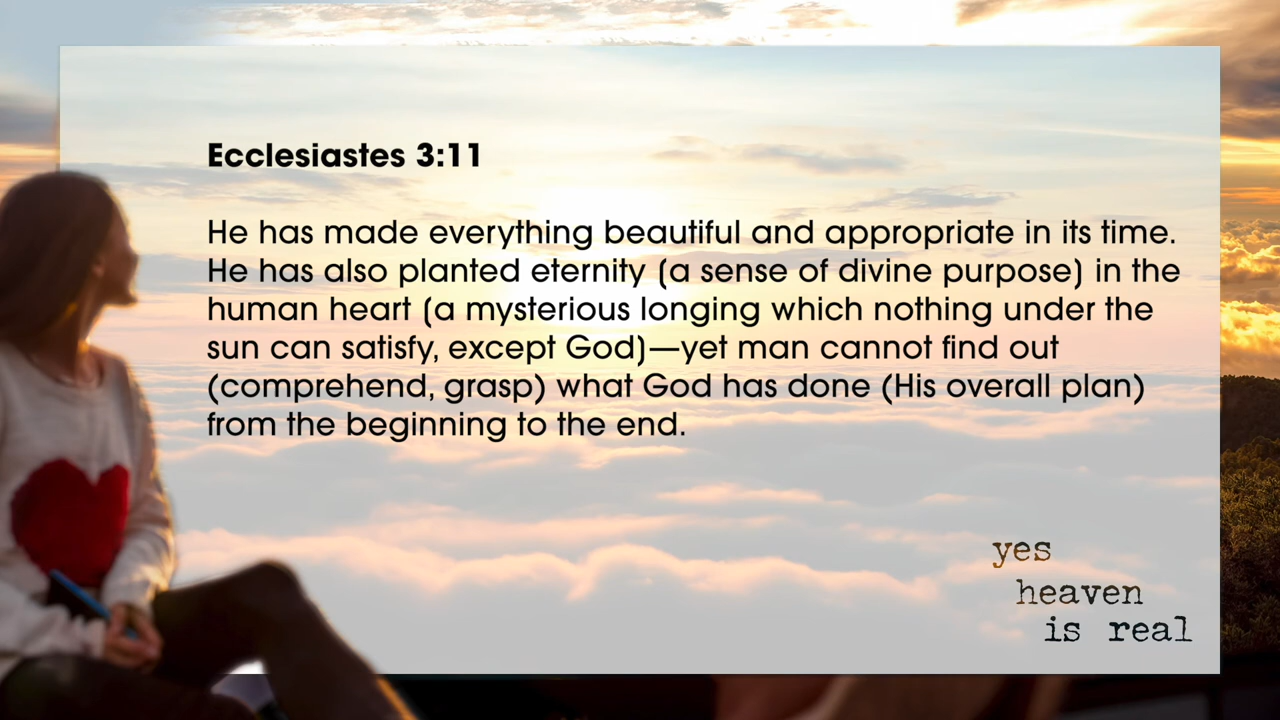 Ecclesiastes 3:11
He has made everything beautiful and appropriate in its time.
He has also planted eternity (a sense of divine purpose) in the
human heart (a mysterious longing which nothing under the
sun can satisfy, except God)—yet man cannot find out
(comprehend, grasp) what God has done (His overall plan)
from the beginning to the end.
yes
heaven
is real